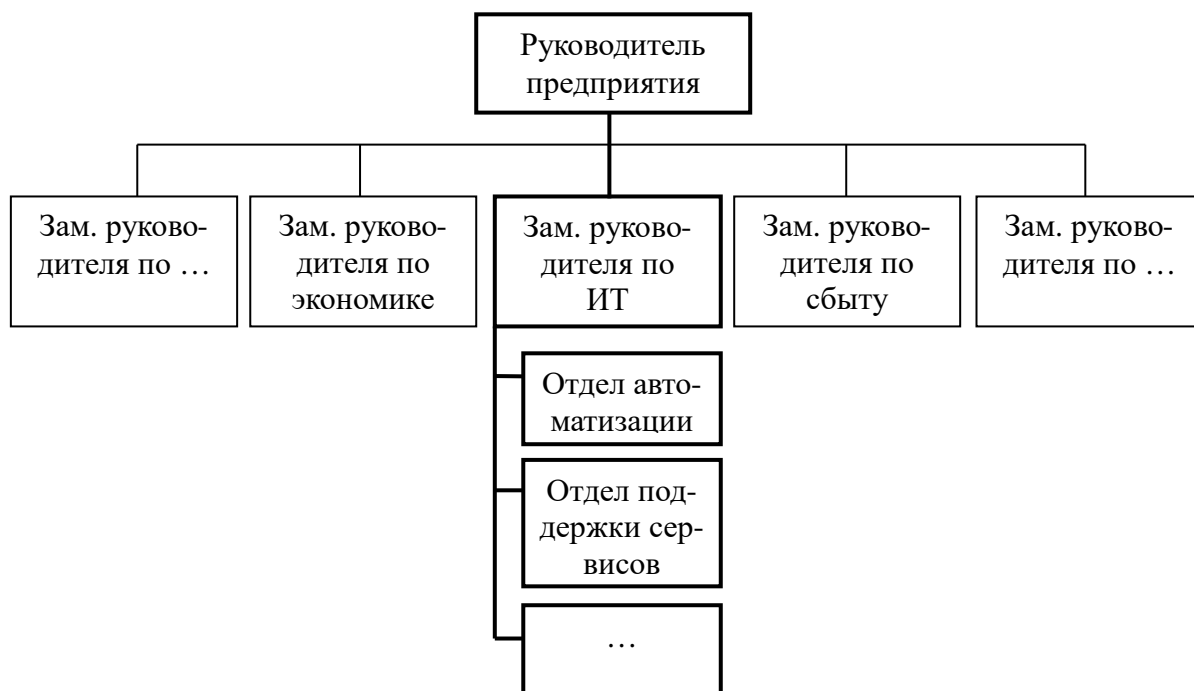 Руководитель
предприятия
Зам. руково-
дителя по …
Зам. руково-
дителя по
экономике
Зам. руково-
дителя по
ИТ
Зам. руково-
дителя по
сбыту
Зам. руково-
дителя по …
Отдел авто-
матизации
Отдел под-
держки сер-
висов
…